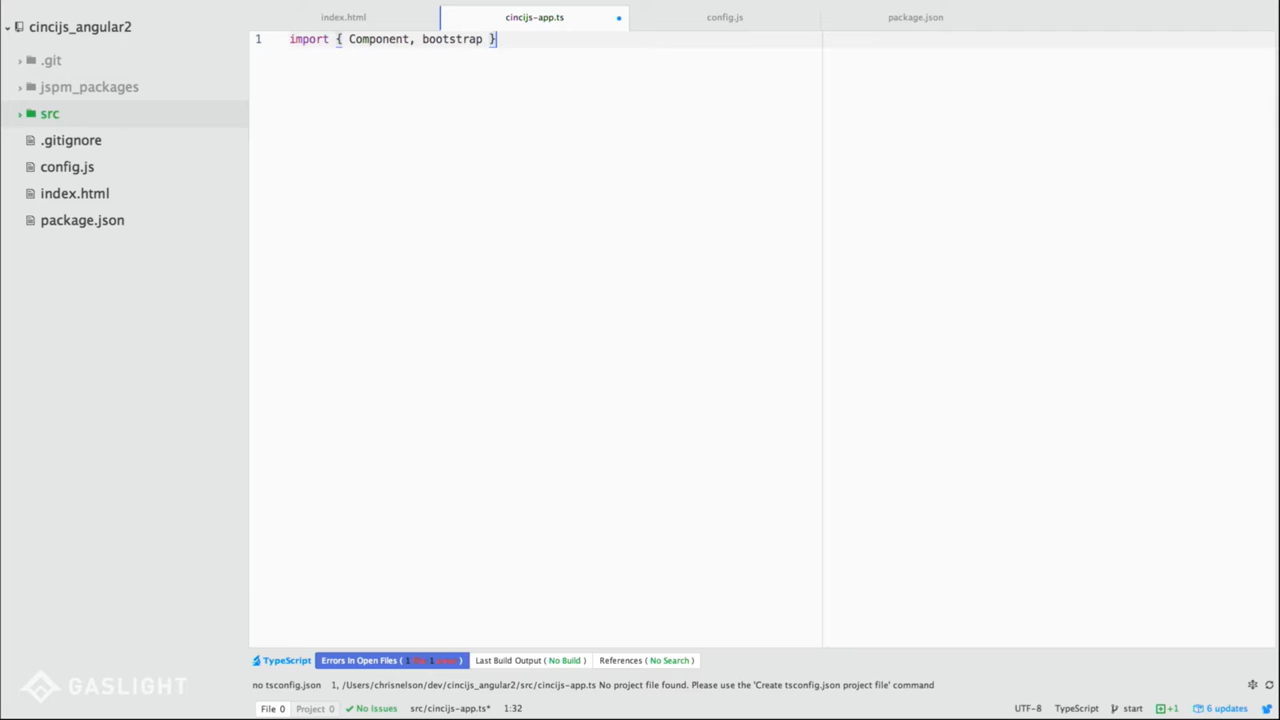 cincijs_angular2
.git
jspm_packages
src
.gitignore
config.js
index.html
package.json
index.html
cincijs-app.ts
config.js
package.json
1 import { Component, bootstrap }
TypeScript
Errors In Open Files ( 1 1 )
Last Build Output ( No Build )
References ( No Search )
no tsconfig.json 1, /Users/chrisnelson/dev/cincijs_angular2/src/cincijs-app.ts No project file found. Please use the 'Create tsconfig.json project file' command
File 0 Project 0 No Issues src/cincijs-app.ts* 1:32
UTF-8 TypeScript start +1 6 updates
GASLIGHT